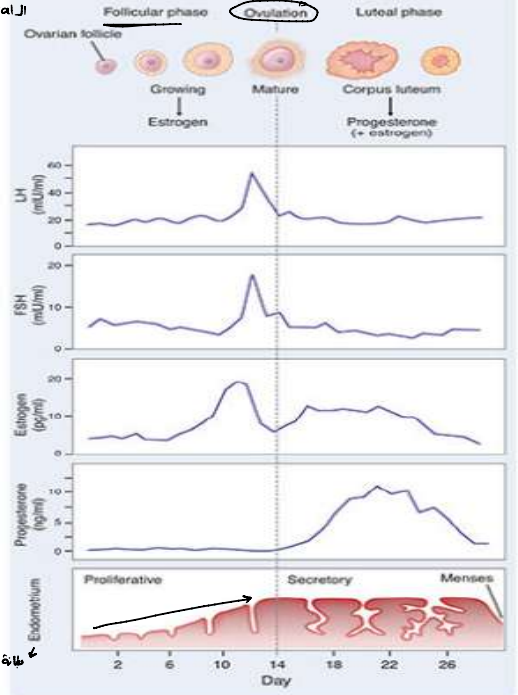 Follicular phase
Ovulation
Luteal phase
Ovarian follicle
Growing
Mature
Corpus luteum
Estrogen
Progesterone
(+ estrogen)
LH
(mIU/ml)
60
40
20
0
FSH
(mIU/ml)
20
10
0
Estrogen
(pg/ml)
20
10
0
Progesterone
(ng/ml)
10
5
0
Endometrium
Proliferative
Secretory
Menses
2 6 10 14 18 22 26
Day